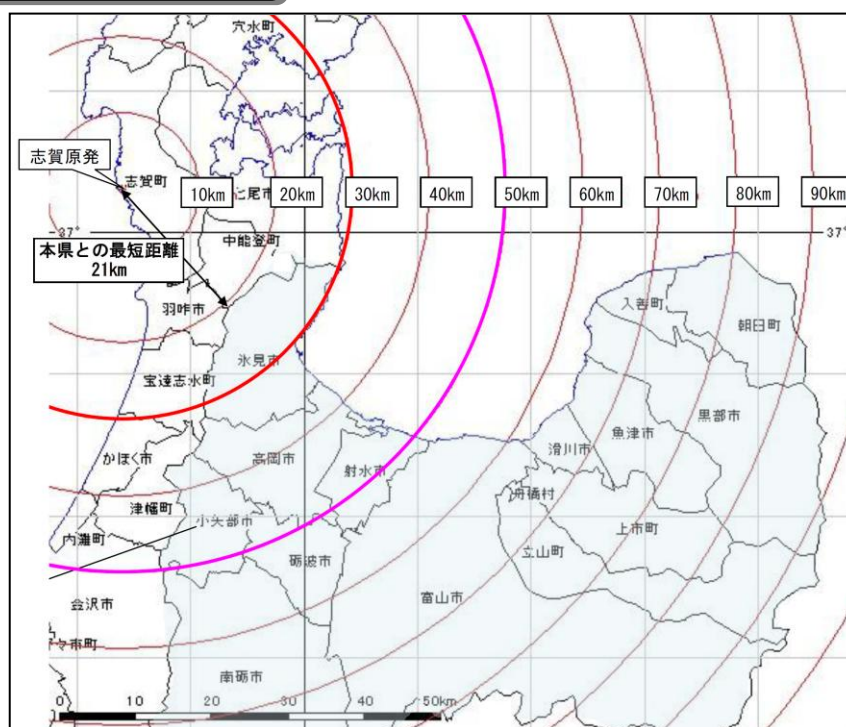 穴水町
志賀原発
志賀町
七尾市
10km
20km
30km
40km
50km
60km
70km
80km
90km
37°
37°
中能登町
本県との最短距離
21km
羽咋市
入善町
朝日町
氷見市
宝達志水町
黒部市
魚津市
滑川市
かほく市
高岡市
射水市
舟橋村
津幡町
小矢部市
上市町
内灘町
立山町
砺波市
富山市
金沢市
々市町
南砺市
0 10 20 30 40 50km